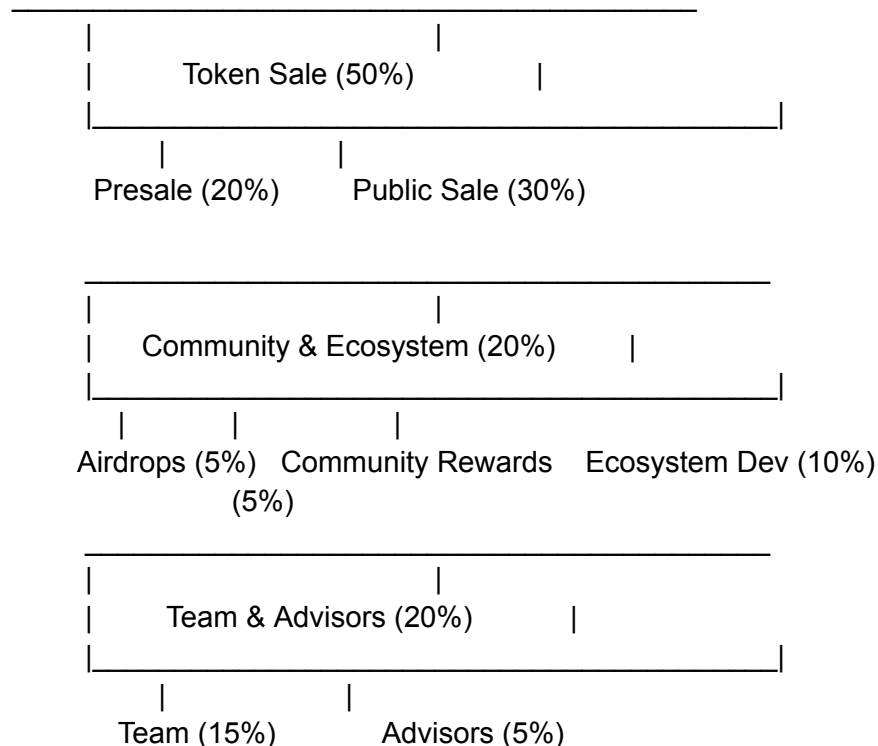 Token Sale (50%)
Presale (20%) Public Sale (30%)
Community & Ecosystem (20%)
Airdrops (5%) Community Rewards Ecosystem Dev (10%)
(5%)
Team & Advisors (20%)
Team (15%) Advisors (5%)